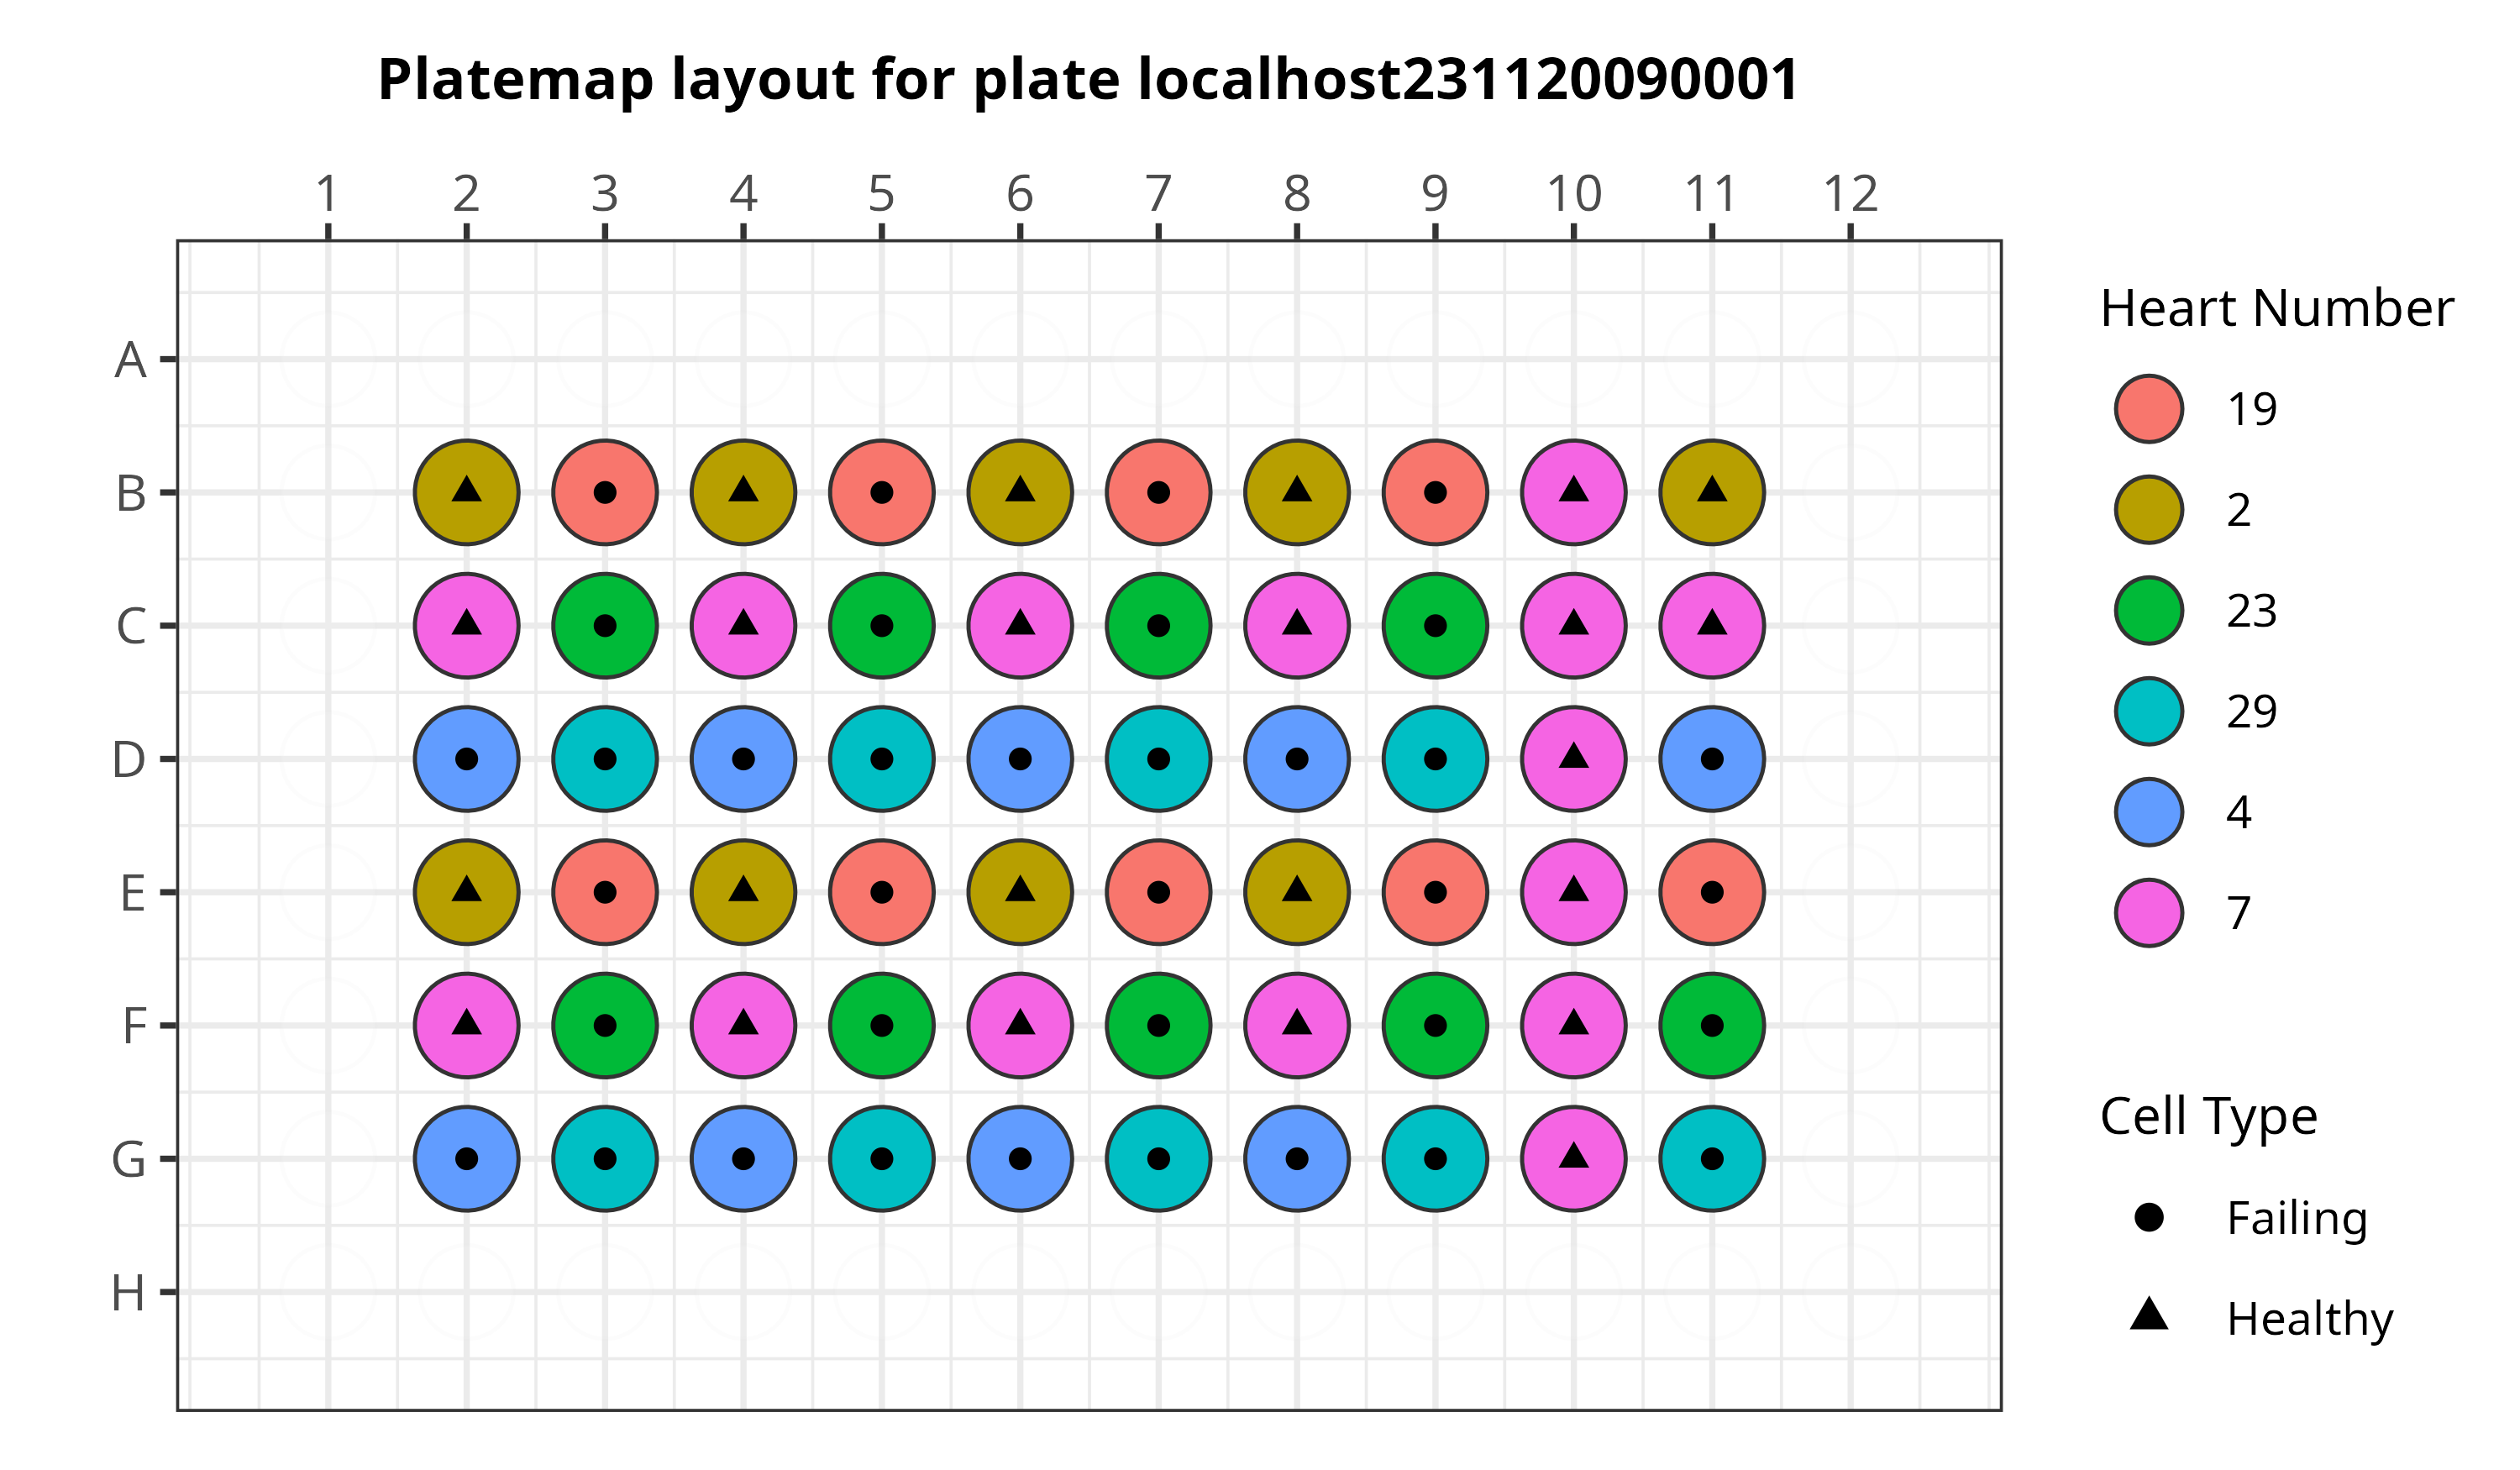 Platemap layout for plate localhost231120090001
1 2 3 4 5 6 7 8 9 10 11 12
A
B
C
D
E
F
G
H
Heart Number
19
2
23
29
4
7
Cell Type
Failing
Healthy